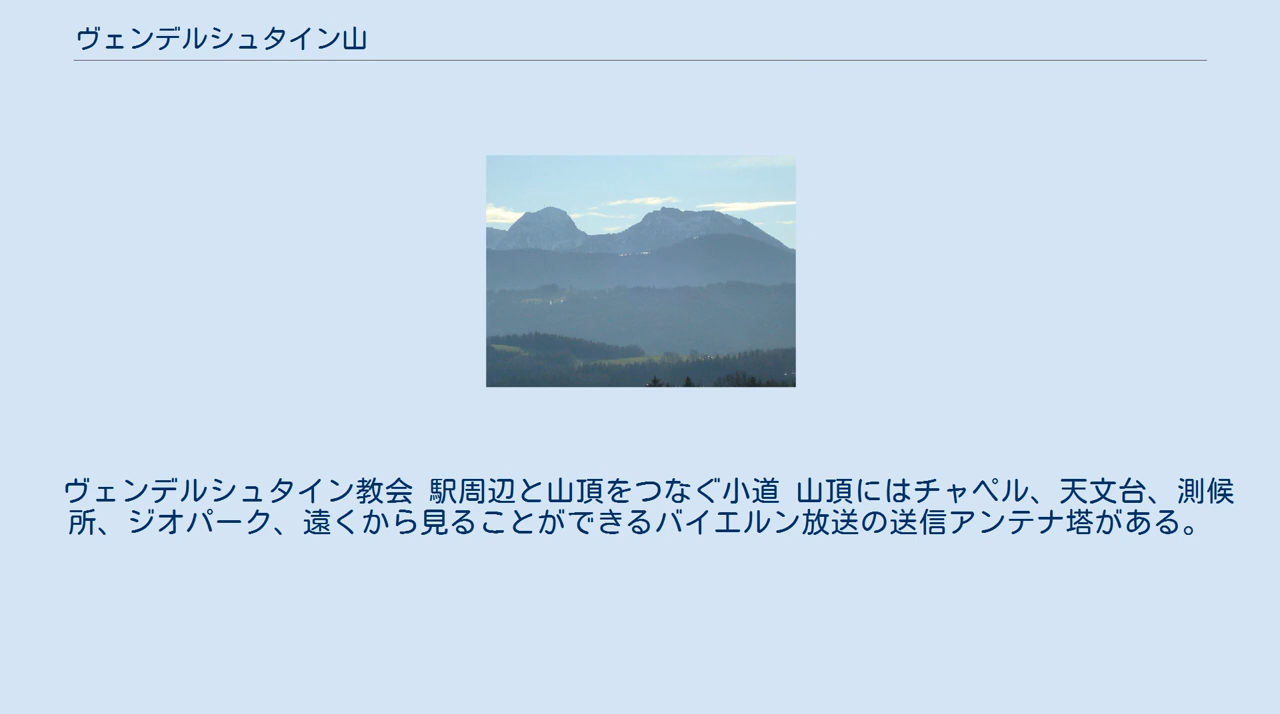 ヴェンデルシュタイン山
ヴェンデルシュタイン教会 駅周辺と山頂をつなぐ小道 山頂にはチャペル、天文台、測候
所、ジオパーク、遠くから見ることができるバイエルン放送の送信アンテナ塔がある。